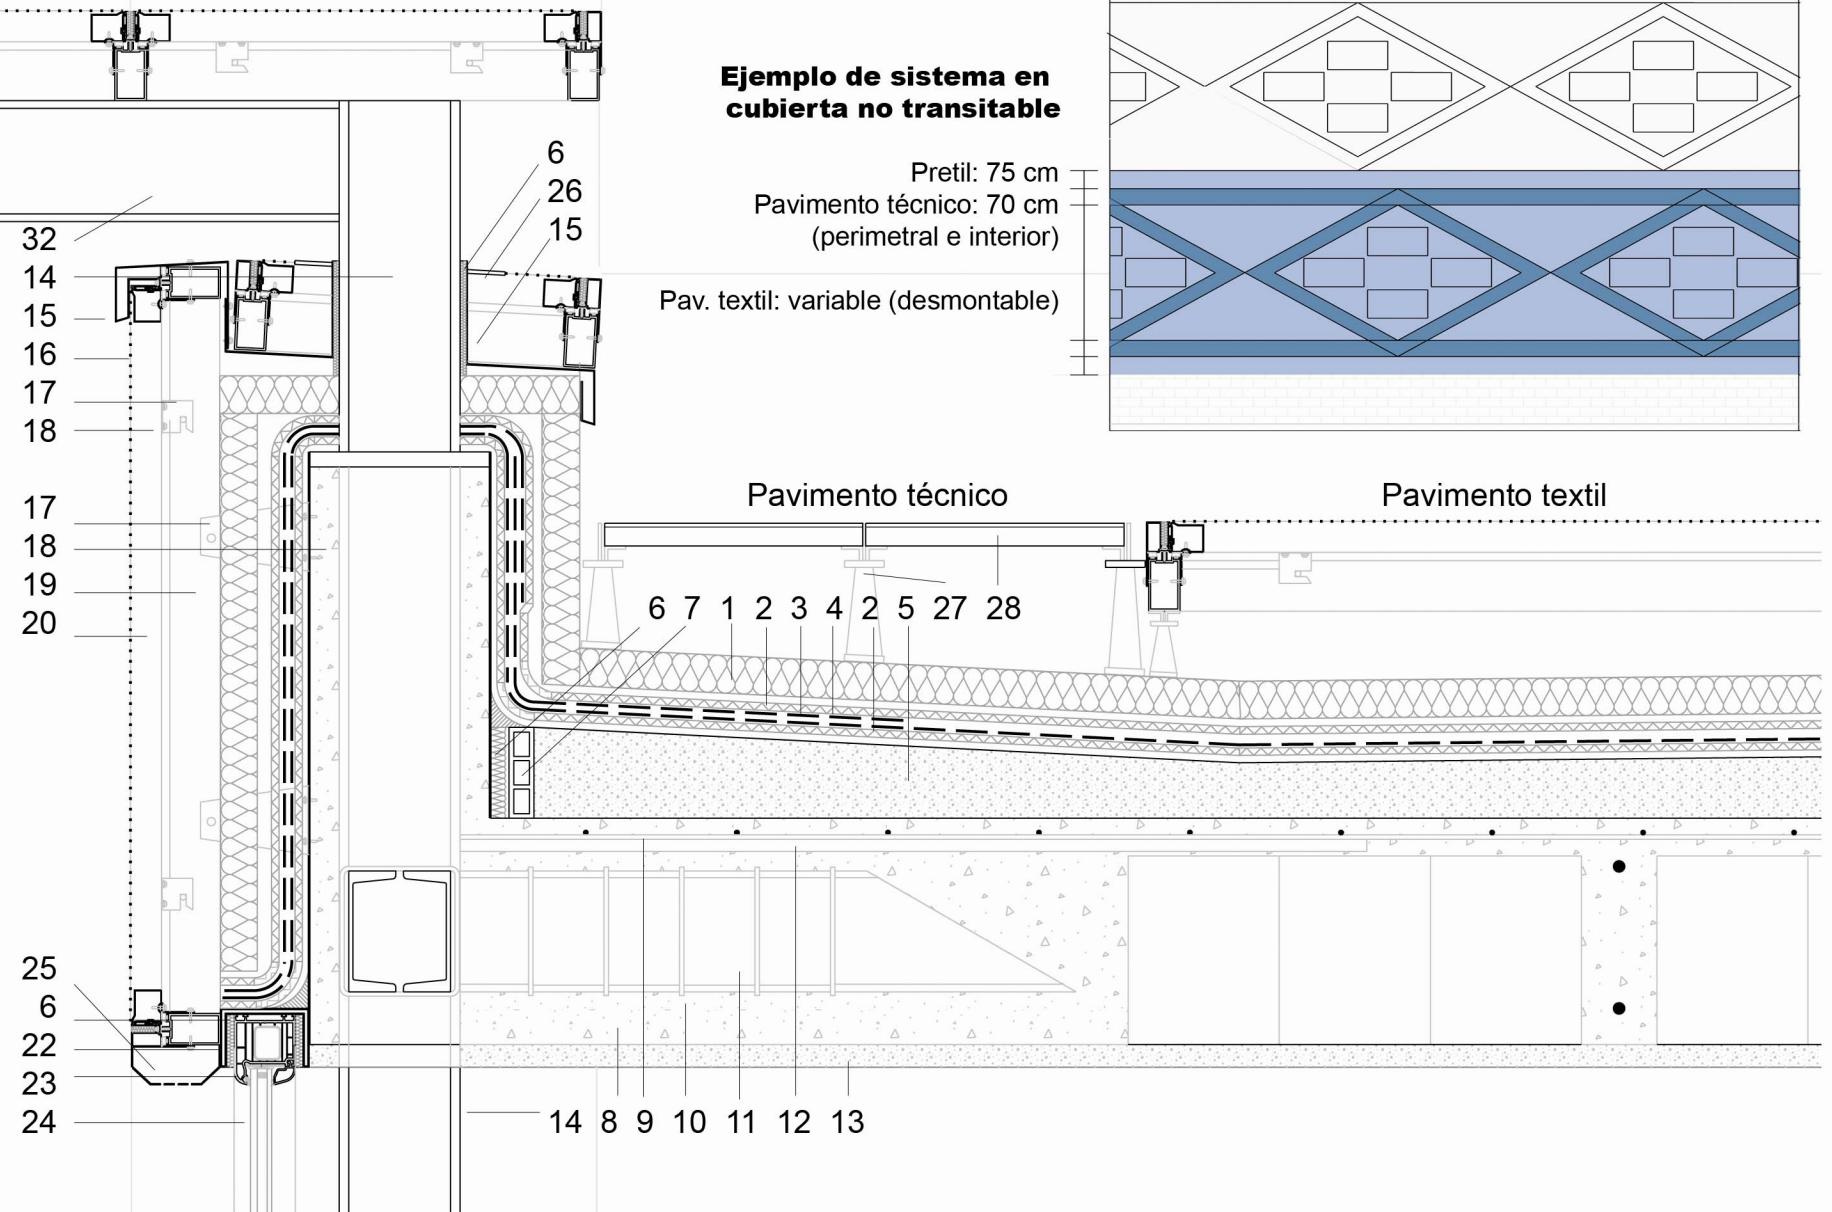 Ejemplo de sistema en
cubierta no transitable
Pretil: 75 cm
Pavimento técnico: 70 cm
(perimetral e interior)
Pav. textil: variable (desmontable)
6
26
15
32
14
15
16
17
18
17
18
19
20
25
6
22
23
24
Pavimento técnico
Pavimento textil
6 7 1 2 3 4 2 5 27 28
14 8 9 10 11 12 13